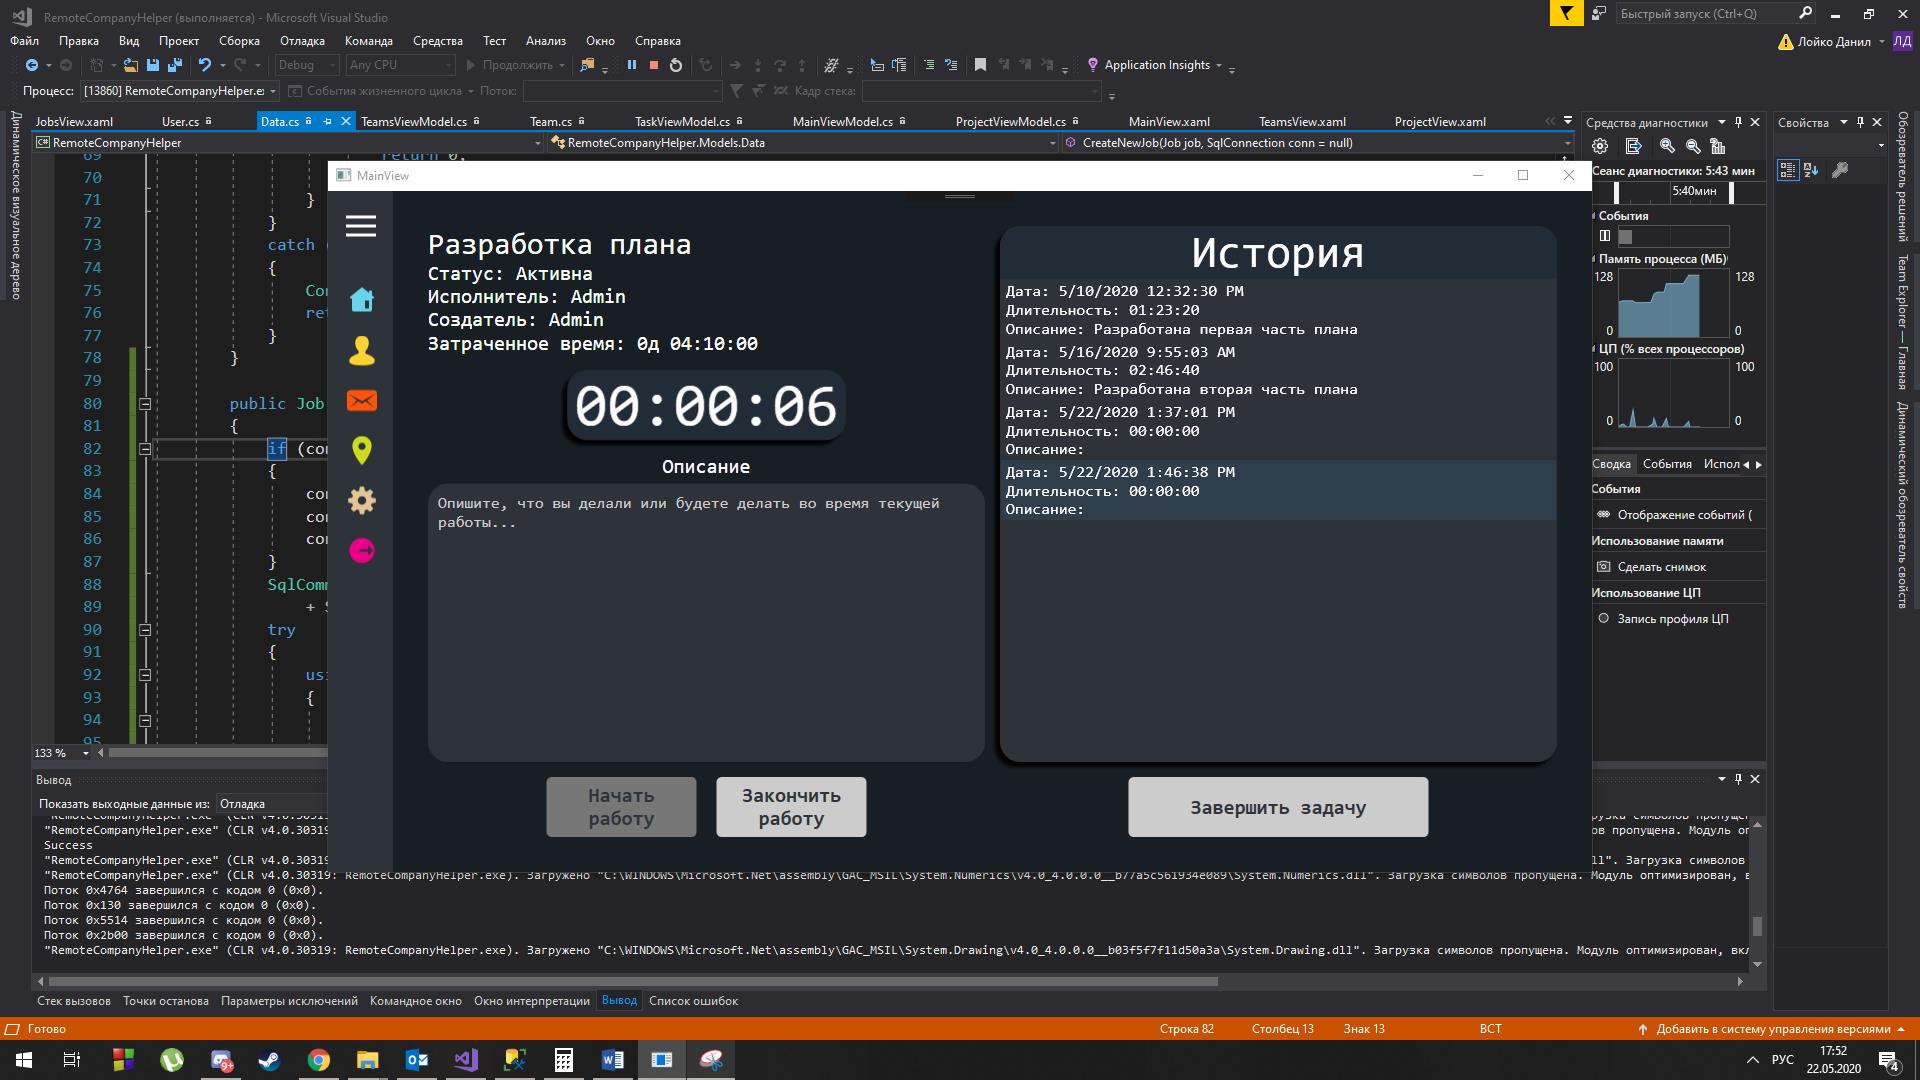 RemoteCompanyHelper (выполняется) - Microsoft Visual Studio
Быстрый запуск (Ctrl+Q)
Файл Правка Вид Проект Сборка Отладка Команда Средства Тест Анализ Окно Справка
Лойко Данил ЛД
Debug Any CPU Продолжить Application Insights
Процесс: [13860] RemoteCompanyHelper.e События жизненного цикла Поток: Кадр стека:
JobsView.xaml User.cs Data.cs TeamsViewModel.cs Team.cs TaskViewModel.cs MainViewModel.cs ProjectViewModel.cs MainView.xaml TeamsView.xaml ProjectView.xaml
RemoteCompanyHelper RemoteCompanyHelper.Models.Data CreateNewJob(Job job, SqlConnection conn = null)
Динамическое визуальное дерево
69 return 0;
70
71 }
72 }
73 catch (
74 {
75 Con
76 ret
77 }
78 }
79
80 public Job
81 {
82 if (con
83 {
84 con
85 con
86 con
87 }
88 SqlComm
89 + S
90 try
91 {
92 usi
93 {
94
95
133 %
MainView
Разработка плана
Статус: Активна
Исполнитель: Admin
Создатель: Admin
Затраченное время: 0д 04:10:00
00:00:06
Описание
Опишите, что вы делали или будете делать во время текущей
работы...
Начать
работу
Закончить
работу
История
Дата: 5/10/2020 12:32:30 PM
Длительность: 01:23:20
Описание: Разработана первая часть плана
Дата: 5/16/2020 9:55:03 AM
Длительность: 02:46:40
Описание: Разработана вторая часть плана
Дата: 5/22/2020 1:37:01 PM
Длительность: 00:00:00
Описание:
Дата: 5/22/2020 1:46:38 PM
Длительность: 00:00:00
Описание:
Завершить задачу
Средства диагностики
Сеанс диагностики: 5:43 мин
5:40мин
События
Память процесса (МБ)
128 128
0 0
ЦП (% всех процессоров)
100 100
0 0
Сводка События Испол
События
Отображение событий (
Использование памяти
Сделать снимок
Использование ЦП
Запись профиля ЦП
Свойства
Обозреватель решений
Team Explorer — Главная
Динамический обозреватель свойств
Вывод
Показать выходные данные из: Отладка
"RemoteCompanyHelper.exe" (CLR v4.0.30319
"RemoteCompanyHelper.exe" (CLR v4.0.30319
Success
"RemoteCompanyHelper.exe" (CLR v4.0.30319 ll". Загрузка символов
"RemoteCompanyHelper.exe" (CLR v4.0.30319: RemoteCompanyHelper.exe). Загружено "C:\WINDOWS\Microsoft.Net\assembly\GAC_MSIL\System.Numerics\v4.0_4.0.0.0__b77a5c561934e089\System.Numerics.dll". Загрузка символов пропущена. Модуль оптимизирован, в
Поток 0x4764 завершился с кодом 0 (0x0).
Поток 0x130 завершился с кодом 0 (0x0).
Поток 0x5514 завершился с кодом 0 (0x0).
Поток 0x2b00 завершился с кодом 0 (0x0).
"RemoteCompanyHelper.exe" (CLR v4.0.30319: RemoteCompanyHelper.exe). Загружено "C:\WINDOWS\Microsoft.Net\assembly\GAC_MSIL\System.Drawing\v4.0_4.0.0.0__b03f5f7f11d50a3a\System.Drawing.dll". Загрузка символов пропущена. Модуль оптимизирован, вкл
Стек вызовов Точки останова Параметры исключений Командное окно Окно интерпретации Вывод Список ошибок
Готово Строка 82 Столбец 13 Знак 13 ВСТ Добавить в систему управления версиями
9+ РУС 17:52
22.05.2020 4